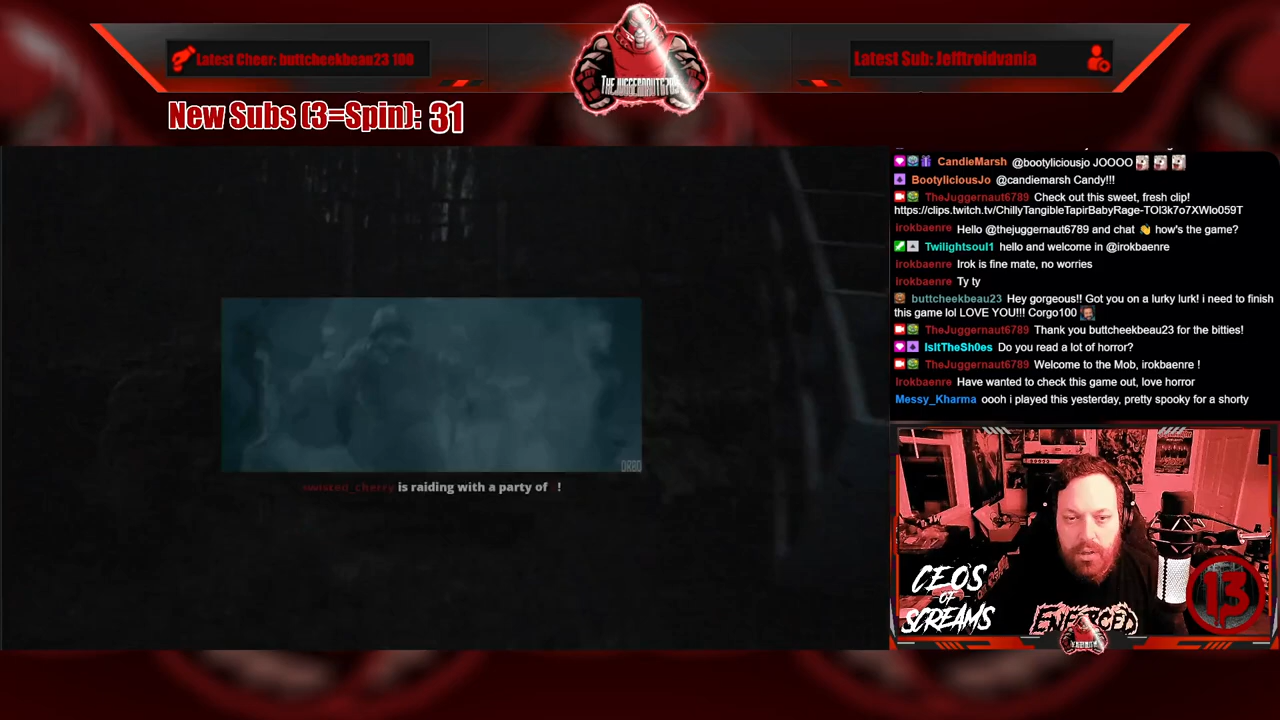 Latest Cheer: buttcheekbeau23 100
THEJUGGERNAUT6789
Latest Sub: Jefftroidvania
New Subs (3=Spin): 31
CandieMarsh @bootyliciousjo JOOOO
BootyliciousJo @candiemarsh Candy!!!
TheJuggernaut6789 Check out this sweet, fresh clip!
https://clips.twitch.tv/ChillyTangibleTapirBabyRage-TOl3k7o7XWlo059T
irokbaenre Hello @thejuggernaut6789 and chat 👋 how's the game?
Twilightsoul1 hello and welcome in @irokbaenre
irokbaenre Irok is fine mate, no worries
irokbaenre Ty ty
buttcheekbeau23 Hey gorgeous!! Got you on a lurky lurk! i need to finish
this game lol LOVE YOU!!! Corgo100
TheJuggernaut6789 Thank you buttcheekbeau23 for the bitties!
IsItTheSh0es Do you read a lot of horror?
TheJuggernaut6789 Welcome to the Mob, irokbaenre !
irokbaenre Have wanted to check this game out, love horror
Messy_Kharma oooh i played this yesterday, pretty spooky for a shorty
is raiding with a party of !
CEO'S
OF
SCREAMS
ENFORCED
13